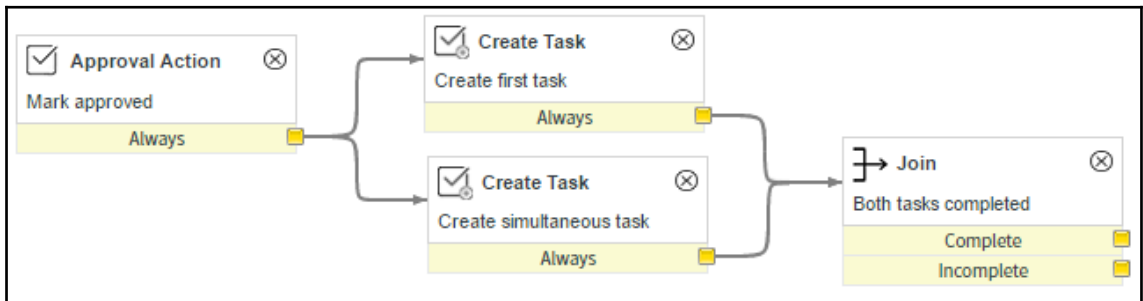 Approval Action
Mark approved
Always
Create Task
Create first task
Always
Create Task
Create simultaneous task
Always
Join
Both tasks completed
Complete
Incomplete